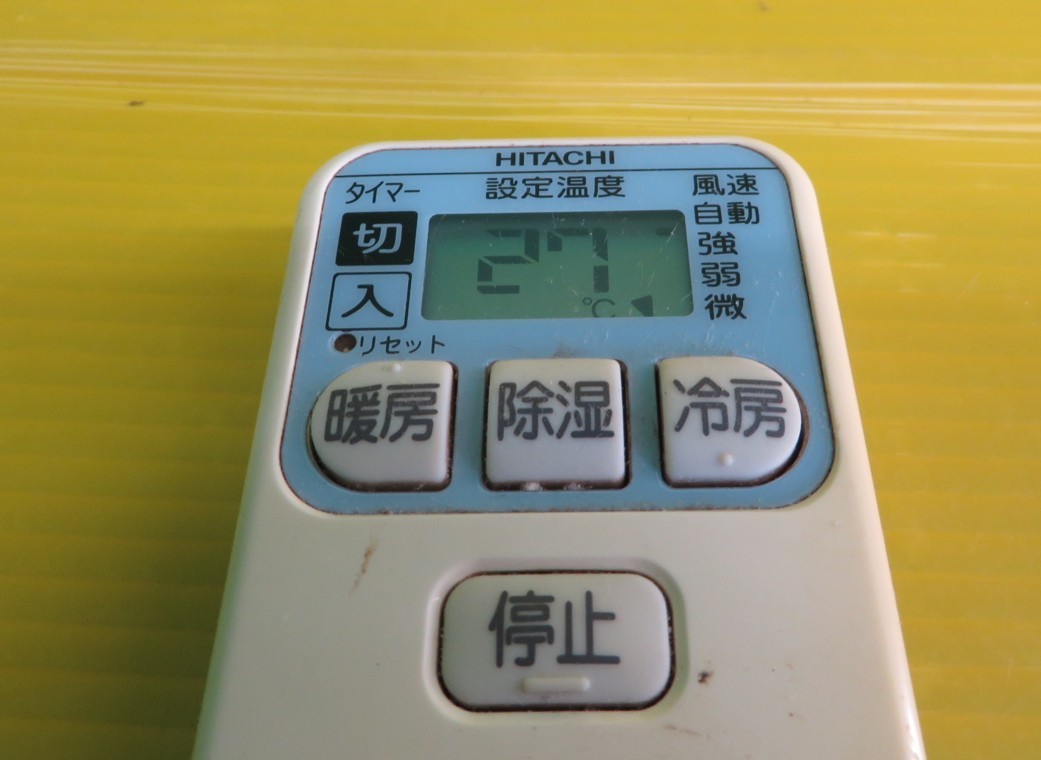 HITACHI
タイマー
設定温度
風速
切
自動
強
27
弱
入
微
℃
リセット
暖房
除湿
冷房
停止